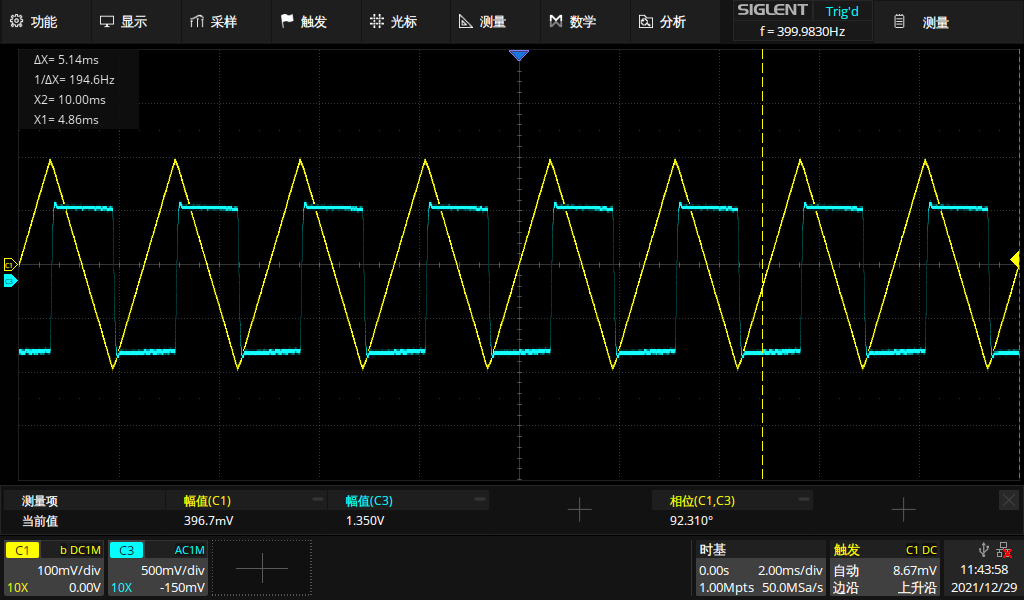 功能 显示 采样 触发 光标 测量 数学 分析 SIGLENT Trig'd 测量
f = 399.9830Hz
ΔX= 5.14ms
1/ΔX= 194.6Hz
X2= 10.00ms
X1= 4.86ms
C1
C3
测量项 幅值(C1) 幅值(C3) 相位(C1,C3)
当前值 396.7mV 1.350V 92.310°
C1 b DC1M
100mV/div
10X 0.00V
C3 AC1M
500mV/div
10X -150mV
时基
0.00s 2.00ms/div
1.00Mpts 50.0MSa/s
触发 C1 DC
自动 8.67mV
边沿 上升沿
11:43:58
2021/12/29